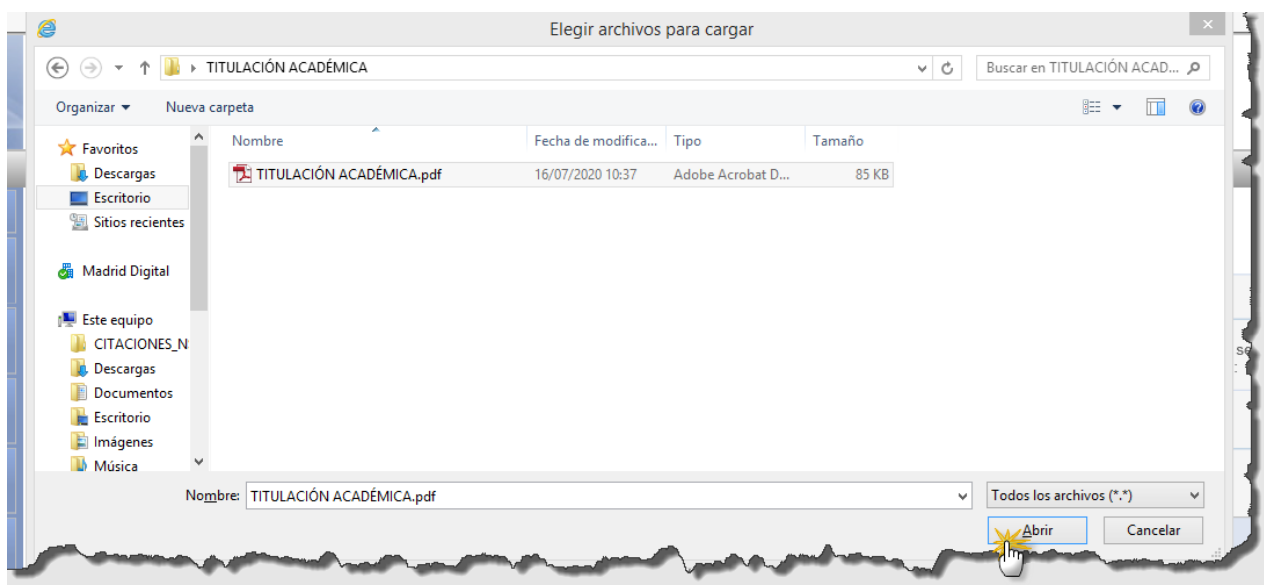 Elegir archivos para cargar
TITULACIÓN ACADÉMICA
Buscar en TITULACIÓN ACAD...
Organizar
Nueva carpeta
Nombre
Fecha de modifica...
Tipo
Tamaño
TITULACIÓN ACADÉMICA.pdf
16/07/2020 10:37
Adobe Acrobat D...
85 KB
Favoritos
Descargas
Escritorio
Sitios recientes
Madrid Digital
Este equipo
CITACIONES_N
Descargas
Documentos
Escritorio
Imágenes
Música
se
Nombre:
TITULACIÓN ACADÉMICA.pdf
Todos los archivos (*.*)
Abrir
Cancelar